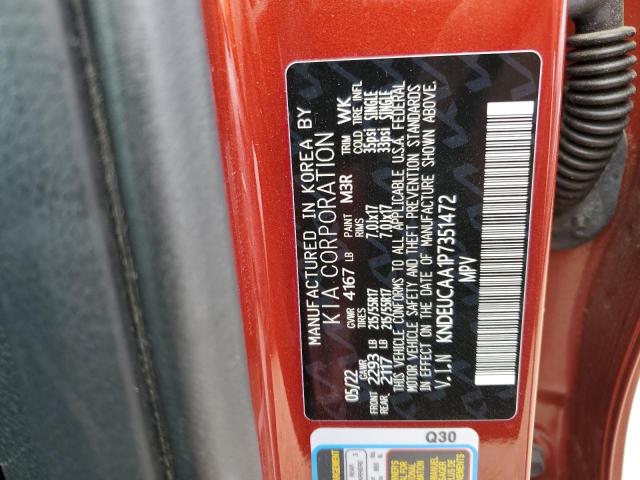 MANUFACTURED IN KOREA BY
KIA CORPORATION
05/22 GVWR 4167 LB PAINT M3R TRIM WK
GAWR TIRES RIMS COLD TIRE INFL
FRONT 2293 LB 215/55R17 7.0Jx17 35psi SINGLE
REAR 2117 LB 215/55R17 7.0Jx17 33psi SINGLE
THIS VEHICLE CONFORMS TO ALL APPLICABLE U.S.A. FEDERAL
MOTOR VEHICLE SAFETY AND THEFT PREVENTION STANDARDS
IN EFFECT ON THE DATE OF MANUFACTURE SHOWN ABOVE.
V.I.N KNDEUCAA1P7351472
MPV
Q30